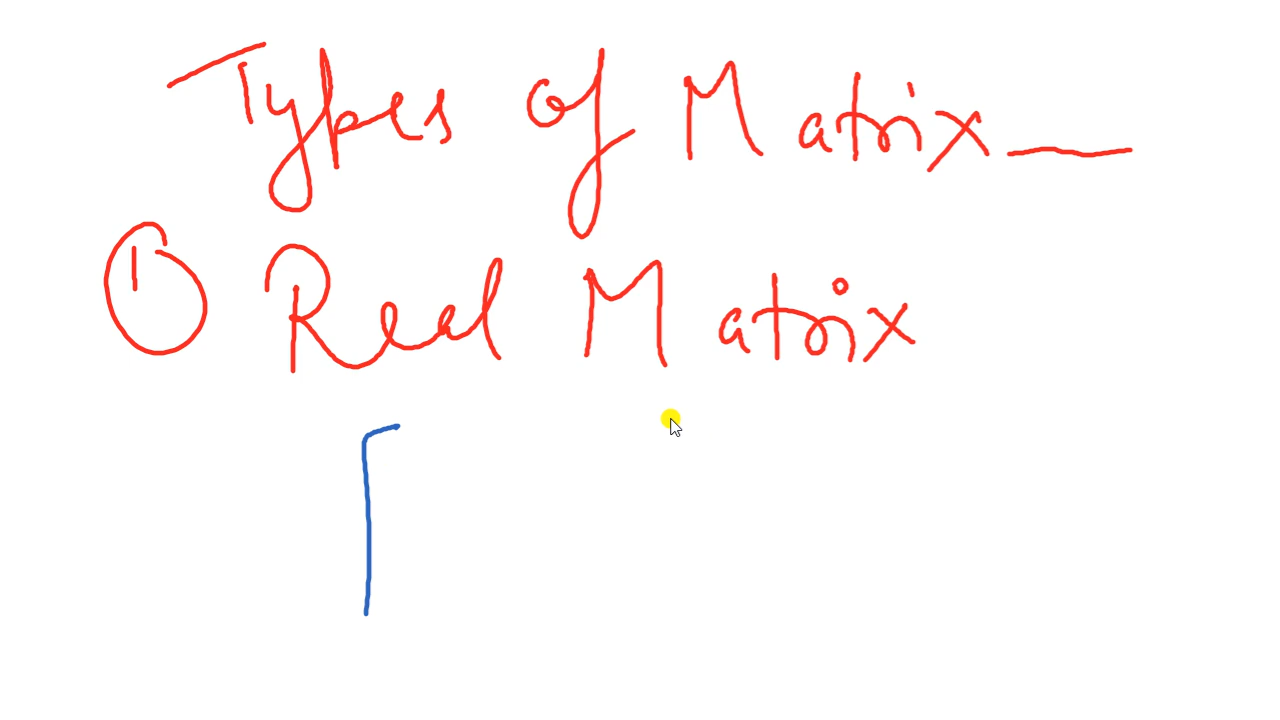 Types of Matrix
① Real Matrix
[